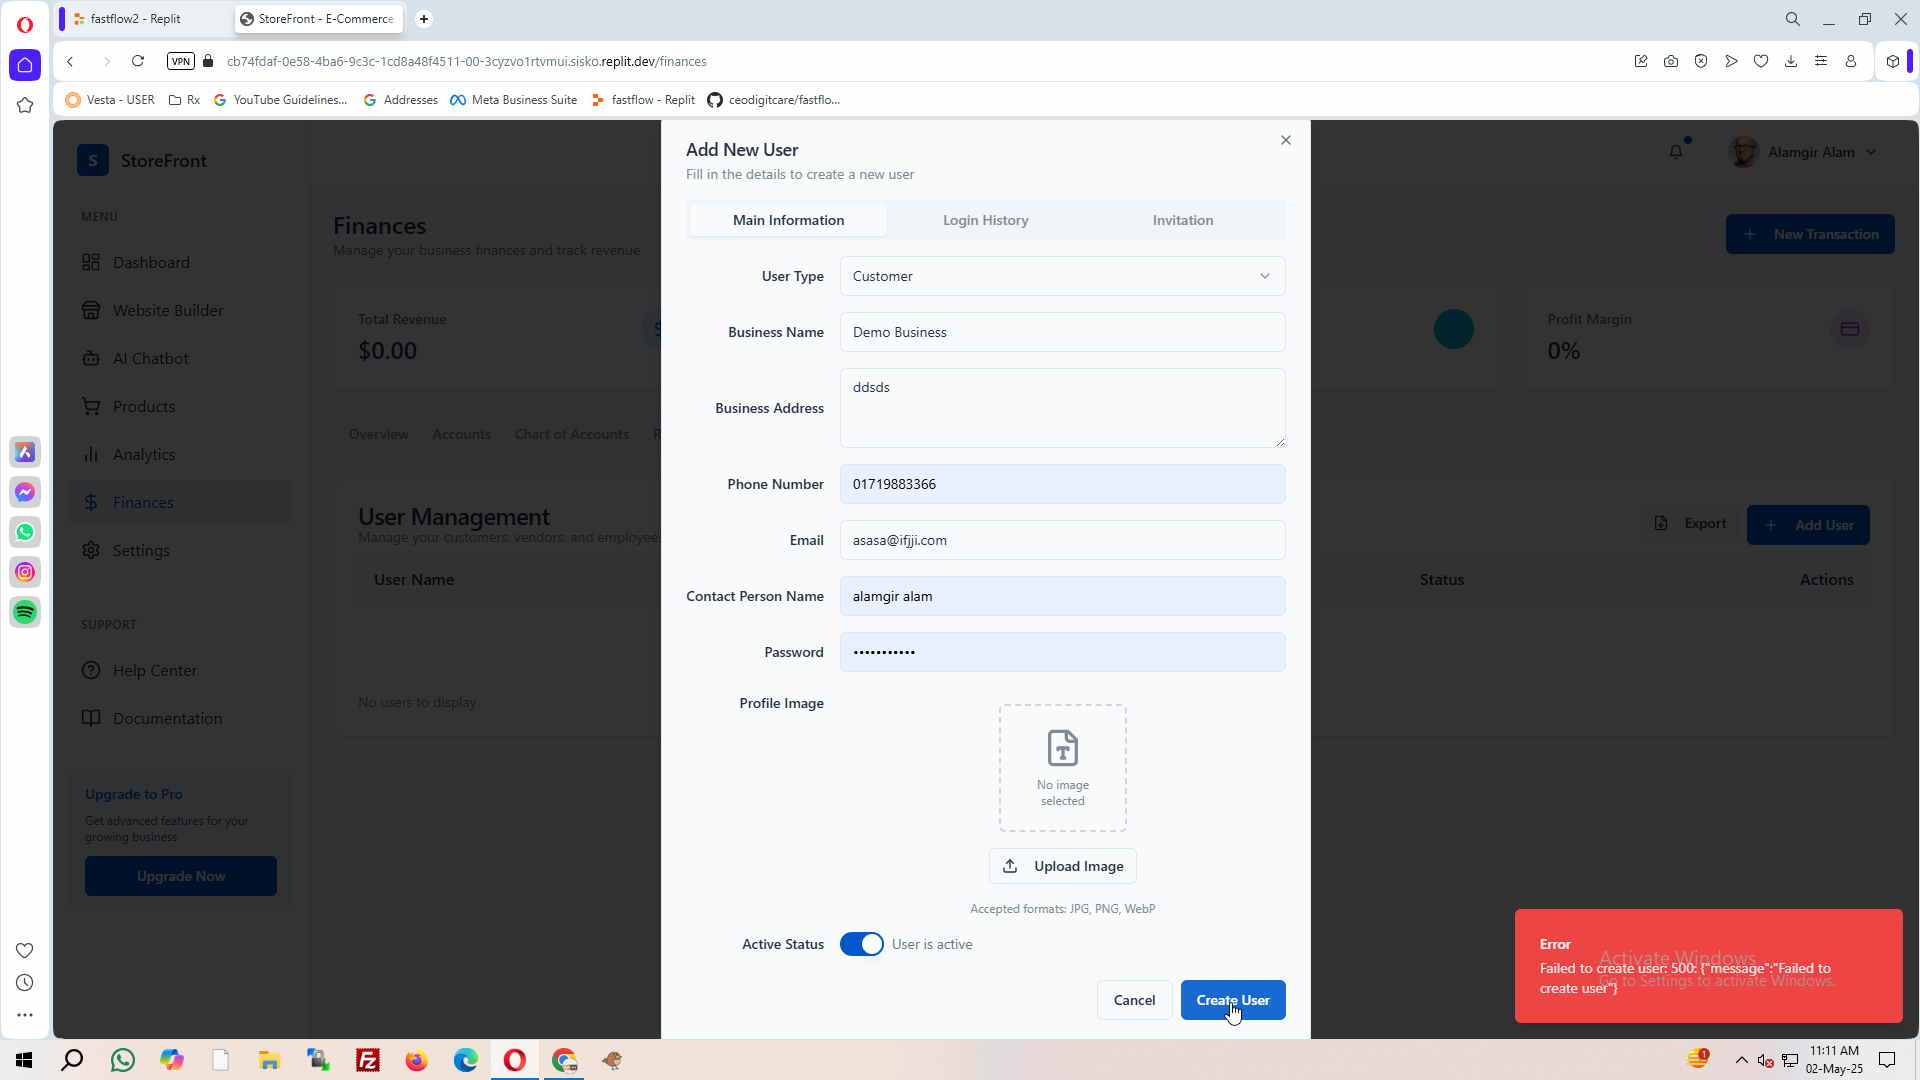 fastflow2 - Replit
StoreFront - E-Commerce
VPN
cb74fdaf-0e58-4ba6-9c3c-1cd8a48f4511-00-3cyzvo1rtvmui.sisko.replit.dev/finances
Vesta - USER
Rx
YouTube Guidelines...
Addresses
Meta Business Suite
fastflow - Replit
ceodigitcare/fastflo...
S
StoreFront
MENU
Dashboard
Website Builder
AI Chatbot
Products
Analytics
Finances
Settings
SUPPORT
Help Center
Documentation
Upgrade to Pro
Get advanced features for your
growing business
Upgrade Now
Alamgir Alam
Finances
Manage your business finances and track revenue
New Transaction
Total Revenue
$0.00
Profit Margin
0%
Overview
Accounts
Chart of Accounts
User Management
Manage your customers, vendors, and employees
Export
Add User
User Name
Status
Actions
No users to display
Add New User
Fill in the details to create a new user
Main Information
Login History
Invitation
User Type
Customer
Business Name
Demo Business
Business Address
ddsds
Phone Number
01719883366
Email
asasa@ifjji.com
Contact Person Name
alamgir alam
Password
•••••••••••
Profile Image
No image
selected
Upload Image
Accepted formats: JPG, PNG, WebP
Active Status
User is active
Cancel
Create User
Error
Failed to create user: 500: {"message":"Failed to
create user"}
Activate Windows
Go to Settings to activate Windows.
1
11:11 AM
02-May-25